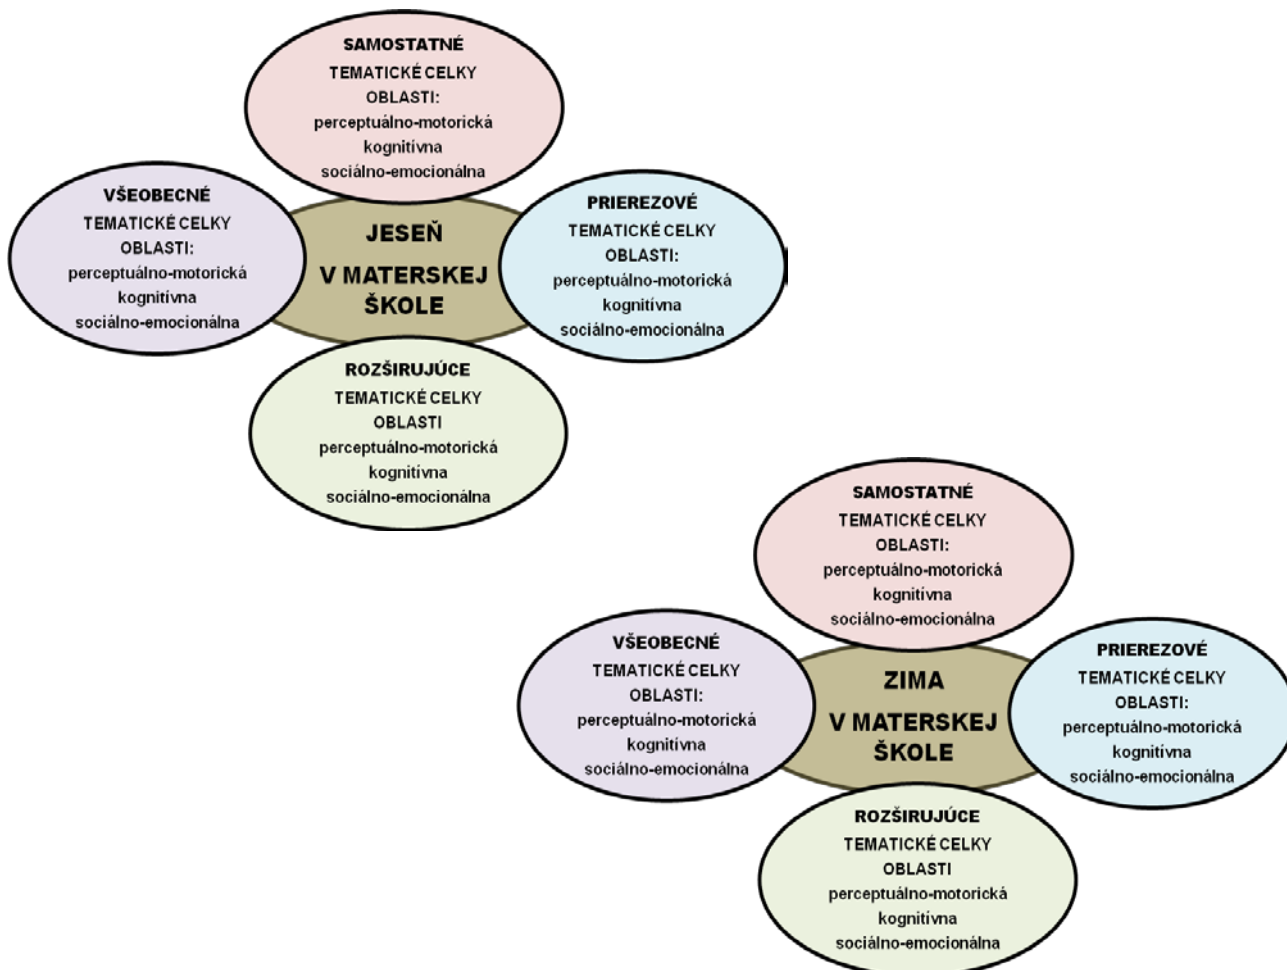 SAMOSTATNÉ
TEMATICKÉ CELKY
OBLASTI:
perceptuálno-motorická
kognitívna
sociálno-emocionálna
VŠEOBECNÉ
TEMATICKÉ CELKY
OBLASTI:
perceptuálno-motorická
kognitívna
sociálno-emocionálna
JESEŇ
V MATERSKEJ
ŠKOLE
PRIEREZOVÉ
TEMATICKÉ CELKY
OBLASTI:
perceptuálno-motorická
kognitívna
sociálno-emocionálna
ROZŠIRUJÚCE
TEMATICKÉ CELKY
OBLASTI
perceptuálno-motorická
kognitívna
sociálno-emocionálna
SAMOSTATNÉ
TEMATICKÉ CELKY
OBLASTI:
perceptuálno-motorická
kognitívna
sociálno-emocionálna
VŠEOBECNÉ
TEMATICKÉ CELKY
OBLASTI:
perceptuálno-motorická
kognitívna
sociálno-emocionálna
ZIMA
V MATERSKEJ
ŠKOLE
PRIEREZOVÉ
TEMATICKÉ CELKY
OBLASTI:
perceptuálno-motorická
kognitívna
sociálno-emocionálna
ROZŠIRUJÚCE
TEMATICKÉ CELKY
OBLASTI
perceptuálno-motorická
kognitívna
sociálno-emocionálna